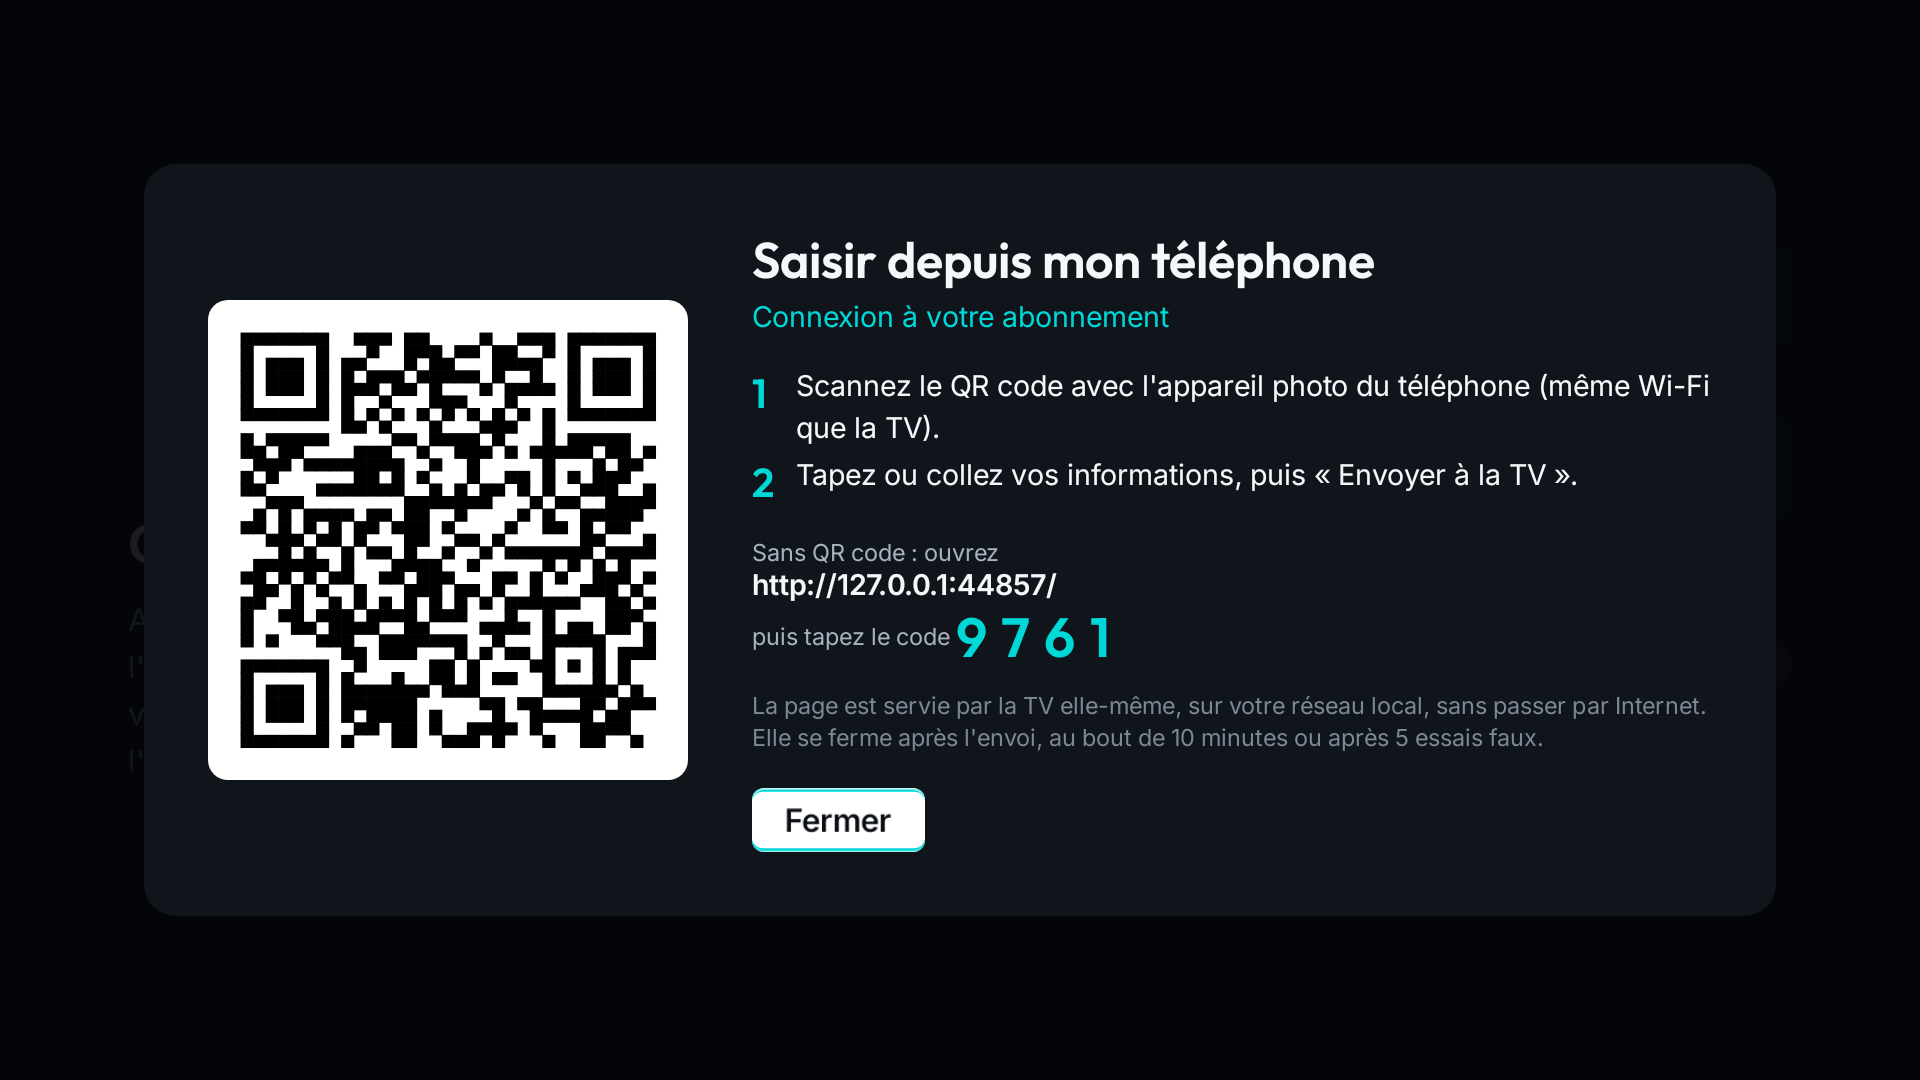 Saisir depuis mon téléphone
Connexion à votre abonnement
1 Scannez le QR code avec l'appareil photo du téléphone (même Wi-Fi
que la TV).
2 Tapez ou collez vos informations, puis « Envoyer à la TV ».
Sans QR code : ouvrez
http://127.0.0.1:44857/
puis tapez le code 9761
La page est servie par la TV elle-même, sur votre réseau local, sans passer par Internet.
Elle se ferme après l'envoi, au bout de 10 minutes ou après 5 essais faux.
Fermer